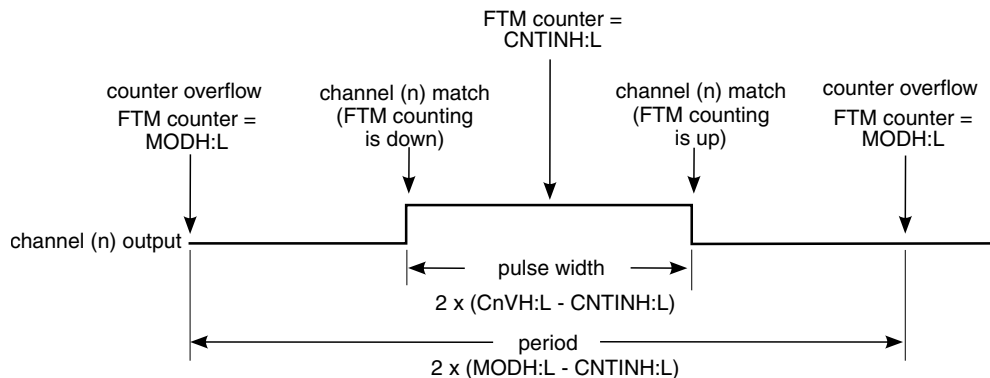 FTM counter =
CNTINH:L
counter overflow
FTM counter =
MODH:L
channel (n) match
(FTM counting
is down)
channel (n) match
(FTM counting
is up)
counter overflow
FTM counter =
MODH:L
channel (n) output
pulse width
2 x (CnVH:L - CNTINH:L)
period
2 x (MODH:L - CNTINH:L)